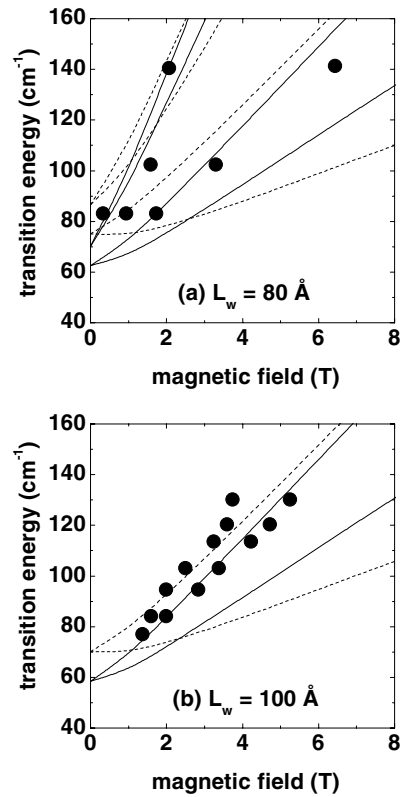 (a) L_w = 80 Å
transition energy (cm⁻¹)
160
140
120
100
80
60
40
0 2 4 6 8
magnetic field (T)
(b) L_w = 100 Å
transition energy (cm⁻¹)
160
140
120
100
80
60
40
0 2 4 6 8
magnetic field (T)